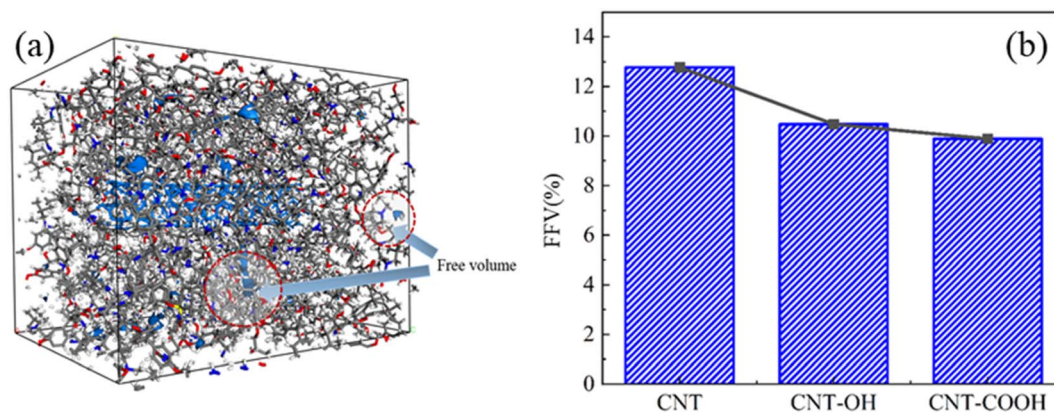 (a)
Free volume
(b)
FFV(%)
14
12
10
8
6
4
2
0
CNT
CNT-OH
CNT-COOH